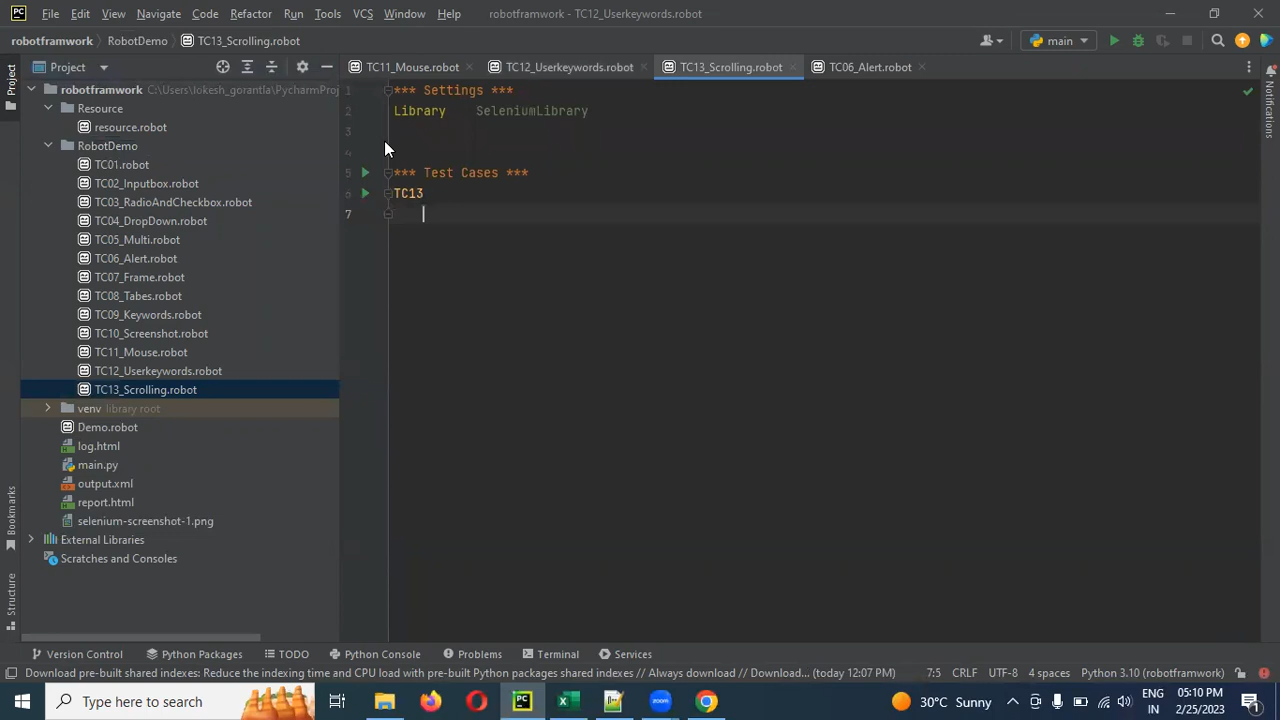 PC File Edit View Navigate Code Refactor Run Tools VCS Window Help robotframwork - TC12_Userkeywords.robot
robotframwork RobotDemo TC13_Scrolling.robot main
Project TC11_Mouse.robot TC12_Userkeywords.robot TC13_Scrolling.robot TC06_Alert.robot
Project
Notifications
robotframwork C:\Users\lokesh_gorantla\PycharmProj
Resource
resource.robot
RobotDemo
TC01.robot
TC02_Inputbox.robot
TC03_RadioAndCheckbox.robot
TC04_DropDown.robot
TC05_Multi.robot
TC06_Alert.robot
TC07_Frame.robot
TC08_Tabes.robot
TC09_Keywords.robot
TC10_Screenshot.robot
TC11_Mouse.robot
TC12_Userkeywords.robot
TC13_Scrolling.robot
venv library root
Demo.robot
log.html
main.py
output.xml
report.html
selenium-screenshot-1.png
External Libraries
Scratches and Consoles
1 *** Settings ***
2 Library SeleniumLibrary
3
4
5 *** Test Cases ***
6 TC13
7
Bookmarks
Structure
Version Control Python Packages TODO Python Console Problems Terminal Services
Download pre-built shared indexes: Reduce the indexing time and CPU load with pre-built Python packages shared indexes // Always download // Download... (today 12:07 PM) 7:5 CRLF UTF-8 4 spaces Python 3.10 (robotframwork)
Type here to search PC zoom 30°C Sunny ENG IN 05:10 PM 2/25/2023 1